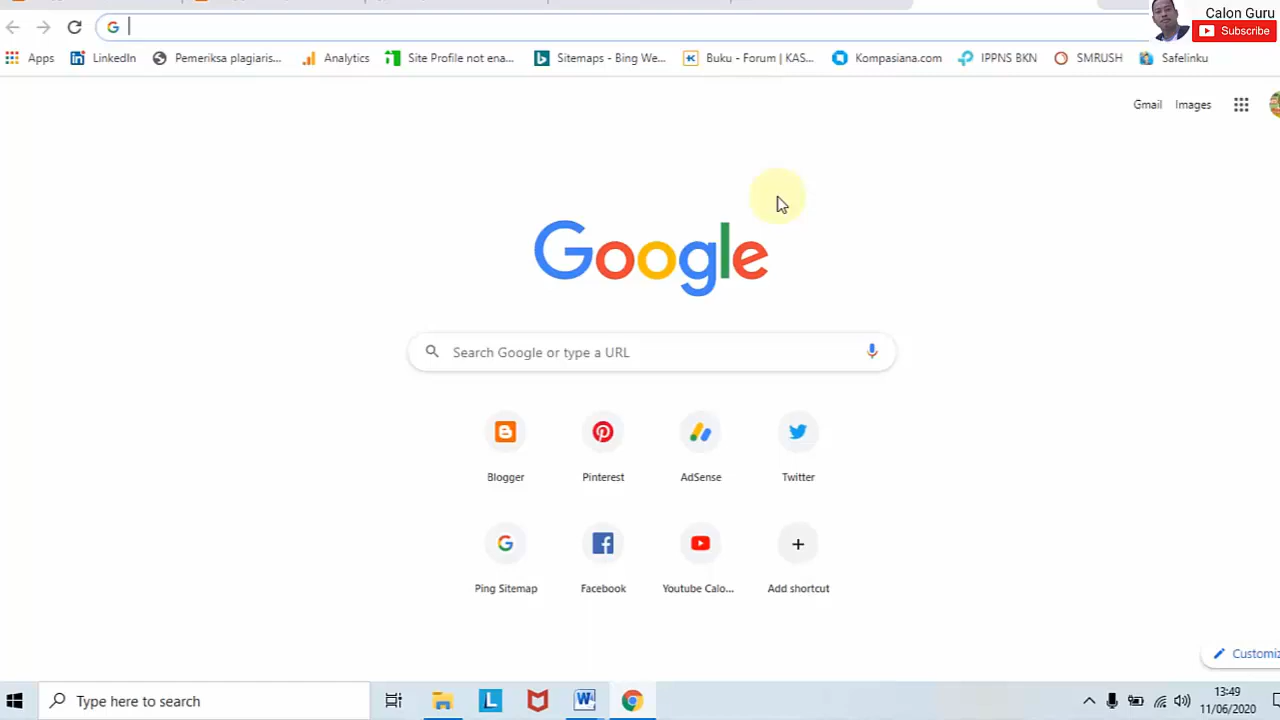 Calon Guru
Subscribe
Apps
LinkedIn
Pemeriksa plagiaris...
Analytics
Site Profile not ena...
Sitemaps - Bing We...
Buku - Forum | KAS...
Kompasiana.com
IPPNS BKN
SMRUSH
Safelinku
Gmail
Images
Google
Search Google or type a URL
Blogger
Pinterest
AdSense
Twitter
Ping Sitemap
Facebook
Youtube Calo...
Add shortcut
Customiz
Type here to search
13:49
11/06/2020